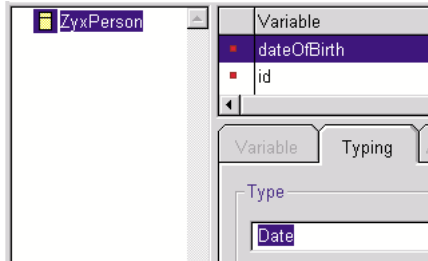 ZyxPerson
Variable
dateOfBirth
id
Variable
Typing
Type
Date